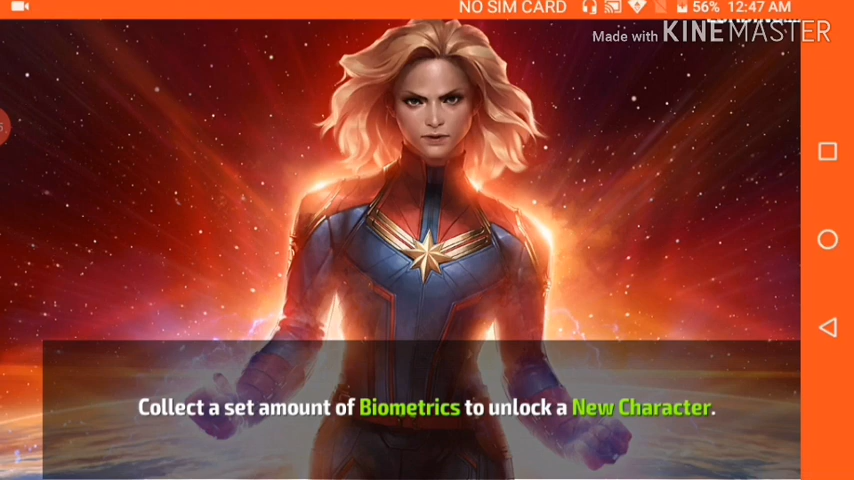 NO SIM CARD 56% 12:47 AM
Made with KINEMASTER
Collect a set amount of Biometrics to unlock a New Character.